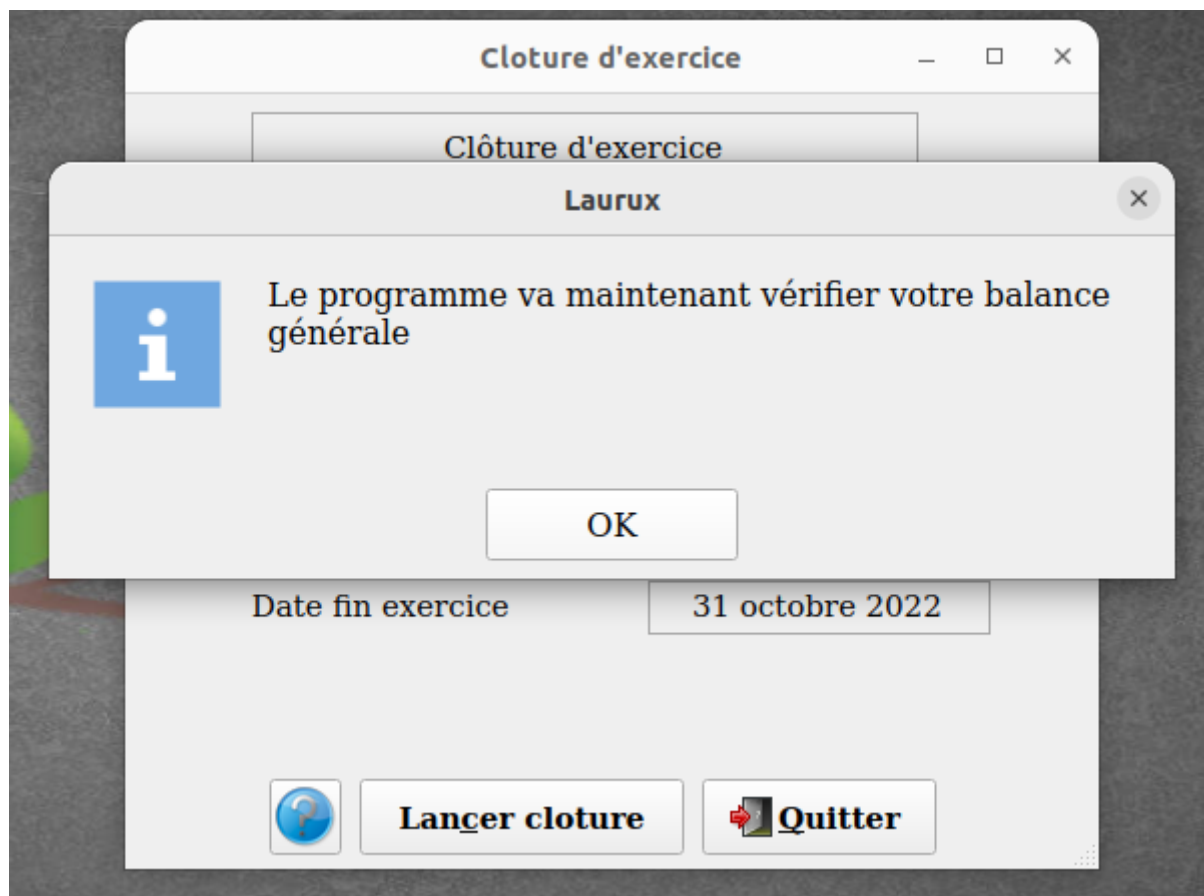 Cloture d'exercice
Clôture d'exercice
Laurux
Le programme va maintenant vérifier votre balance
générale
OK
Date fin exercice 31 octobre 2022
Lancer cloture Quitter